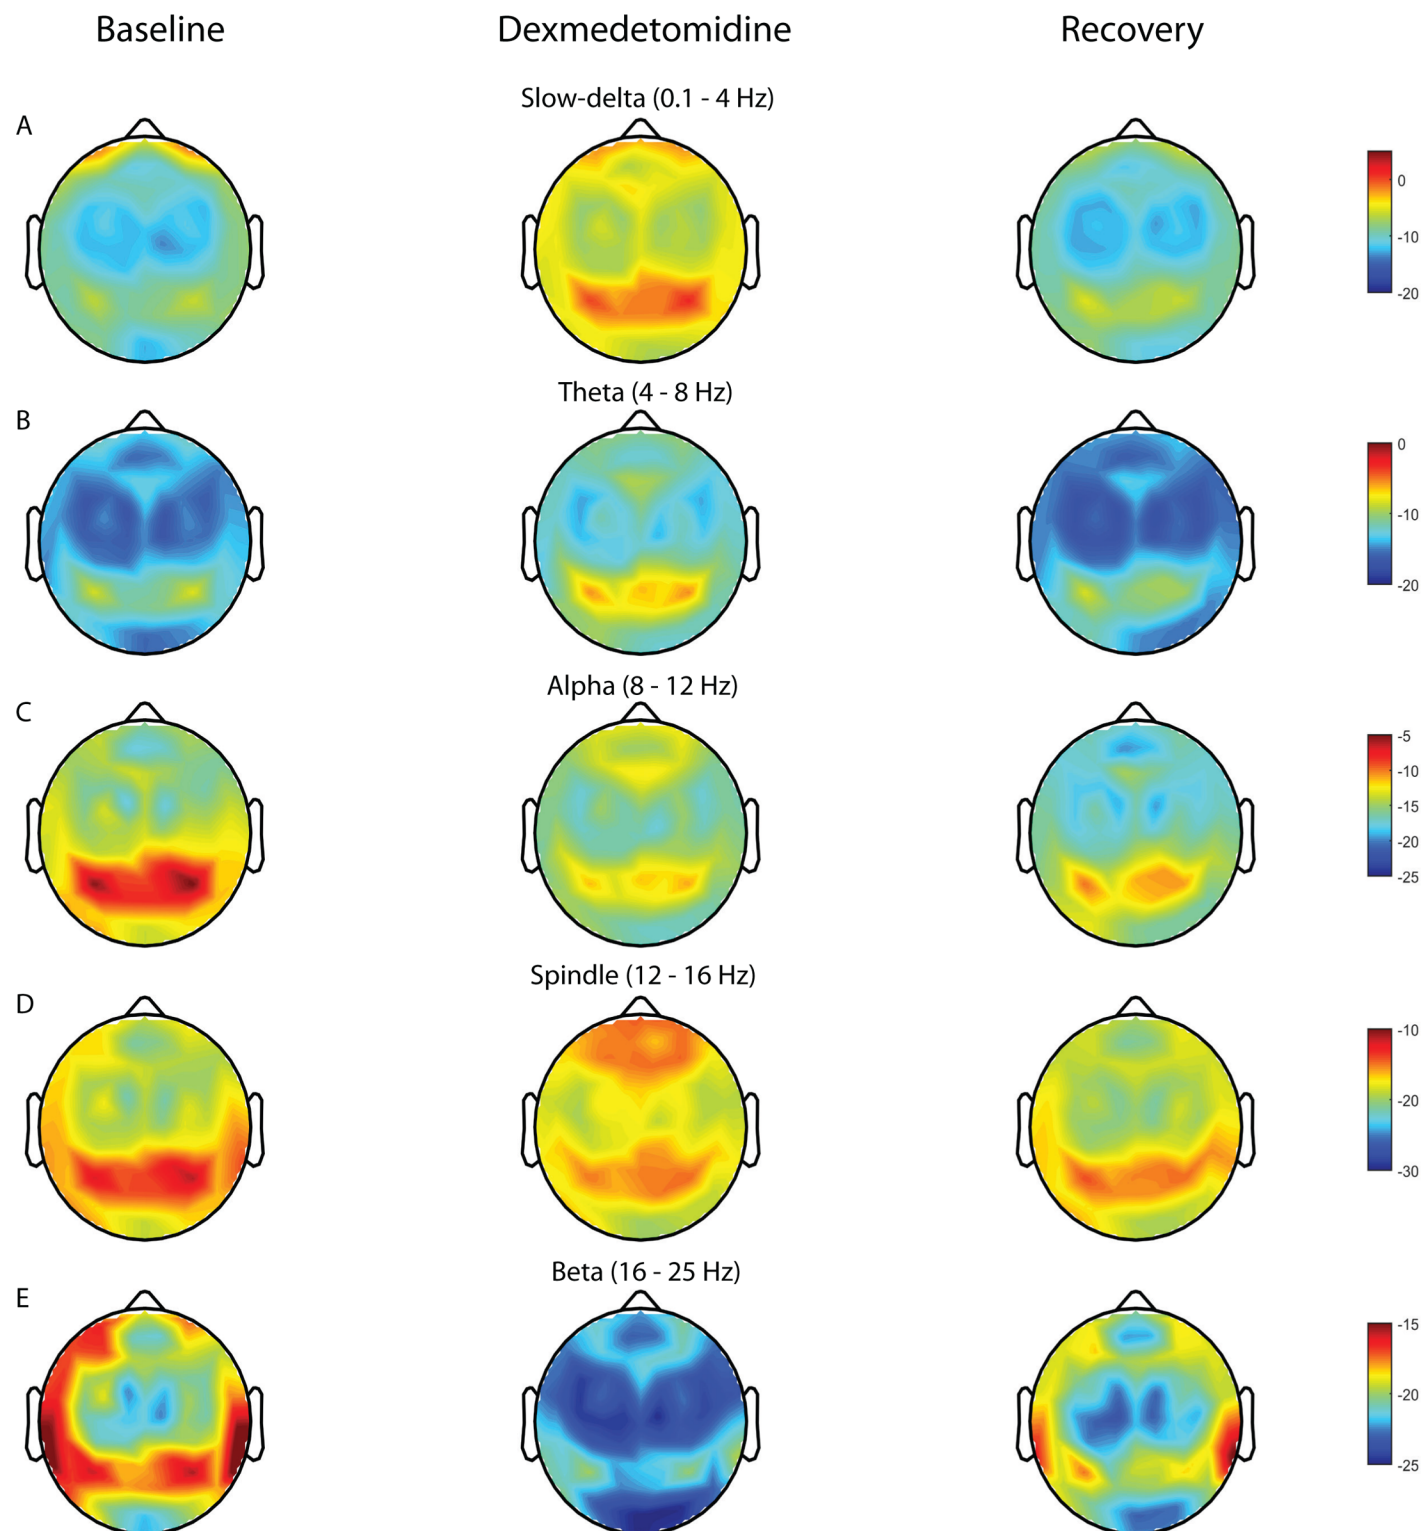 Baseline Dexmedetomidine Recovery
Slow-delta (0.1 - 4 Hz)
A
0
-10
-20
Theta (4 - 8 Hz)
B
0
-10
-20
Alpha (8 - 12 Hz)
C
-5
-10
-15
-20
-25
Spindle (12 - 16 Hz)
D
-10
-20
-30
Beta (16 - 25 Hz)
E
-15
-20
-25